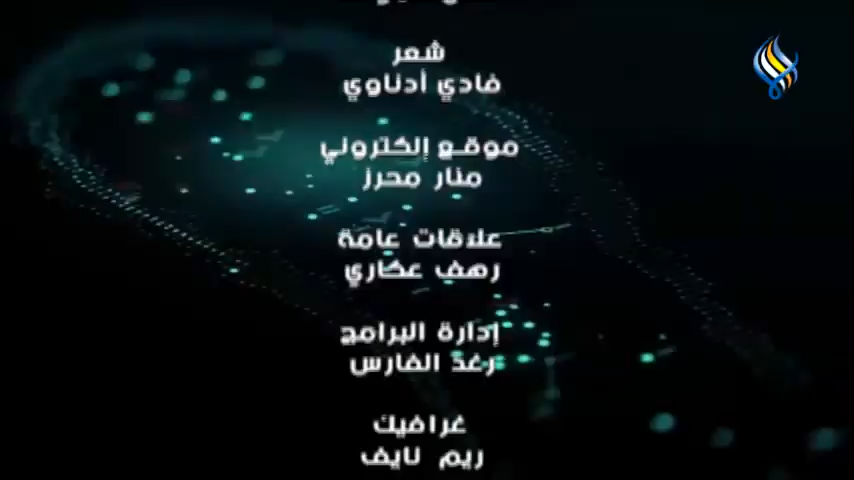 شعر
فادي أدناوي
موقع إلكتروني
منار محرز
علاقات عامة
رهف عكاري
إدارة البرامج
رغد الفارس
غرافيك
ريم نايف